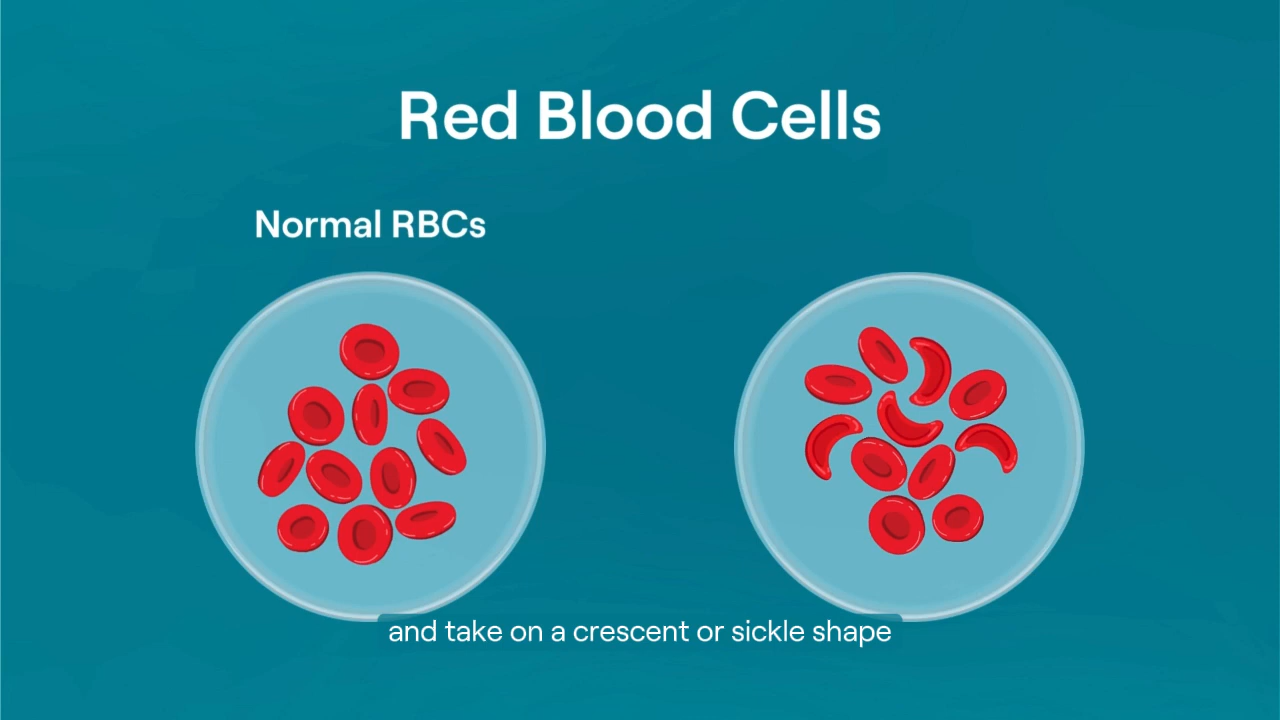 Red Blood Cells
Normal RBCs
and take on a crescent or sickle shape